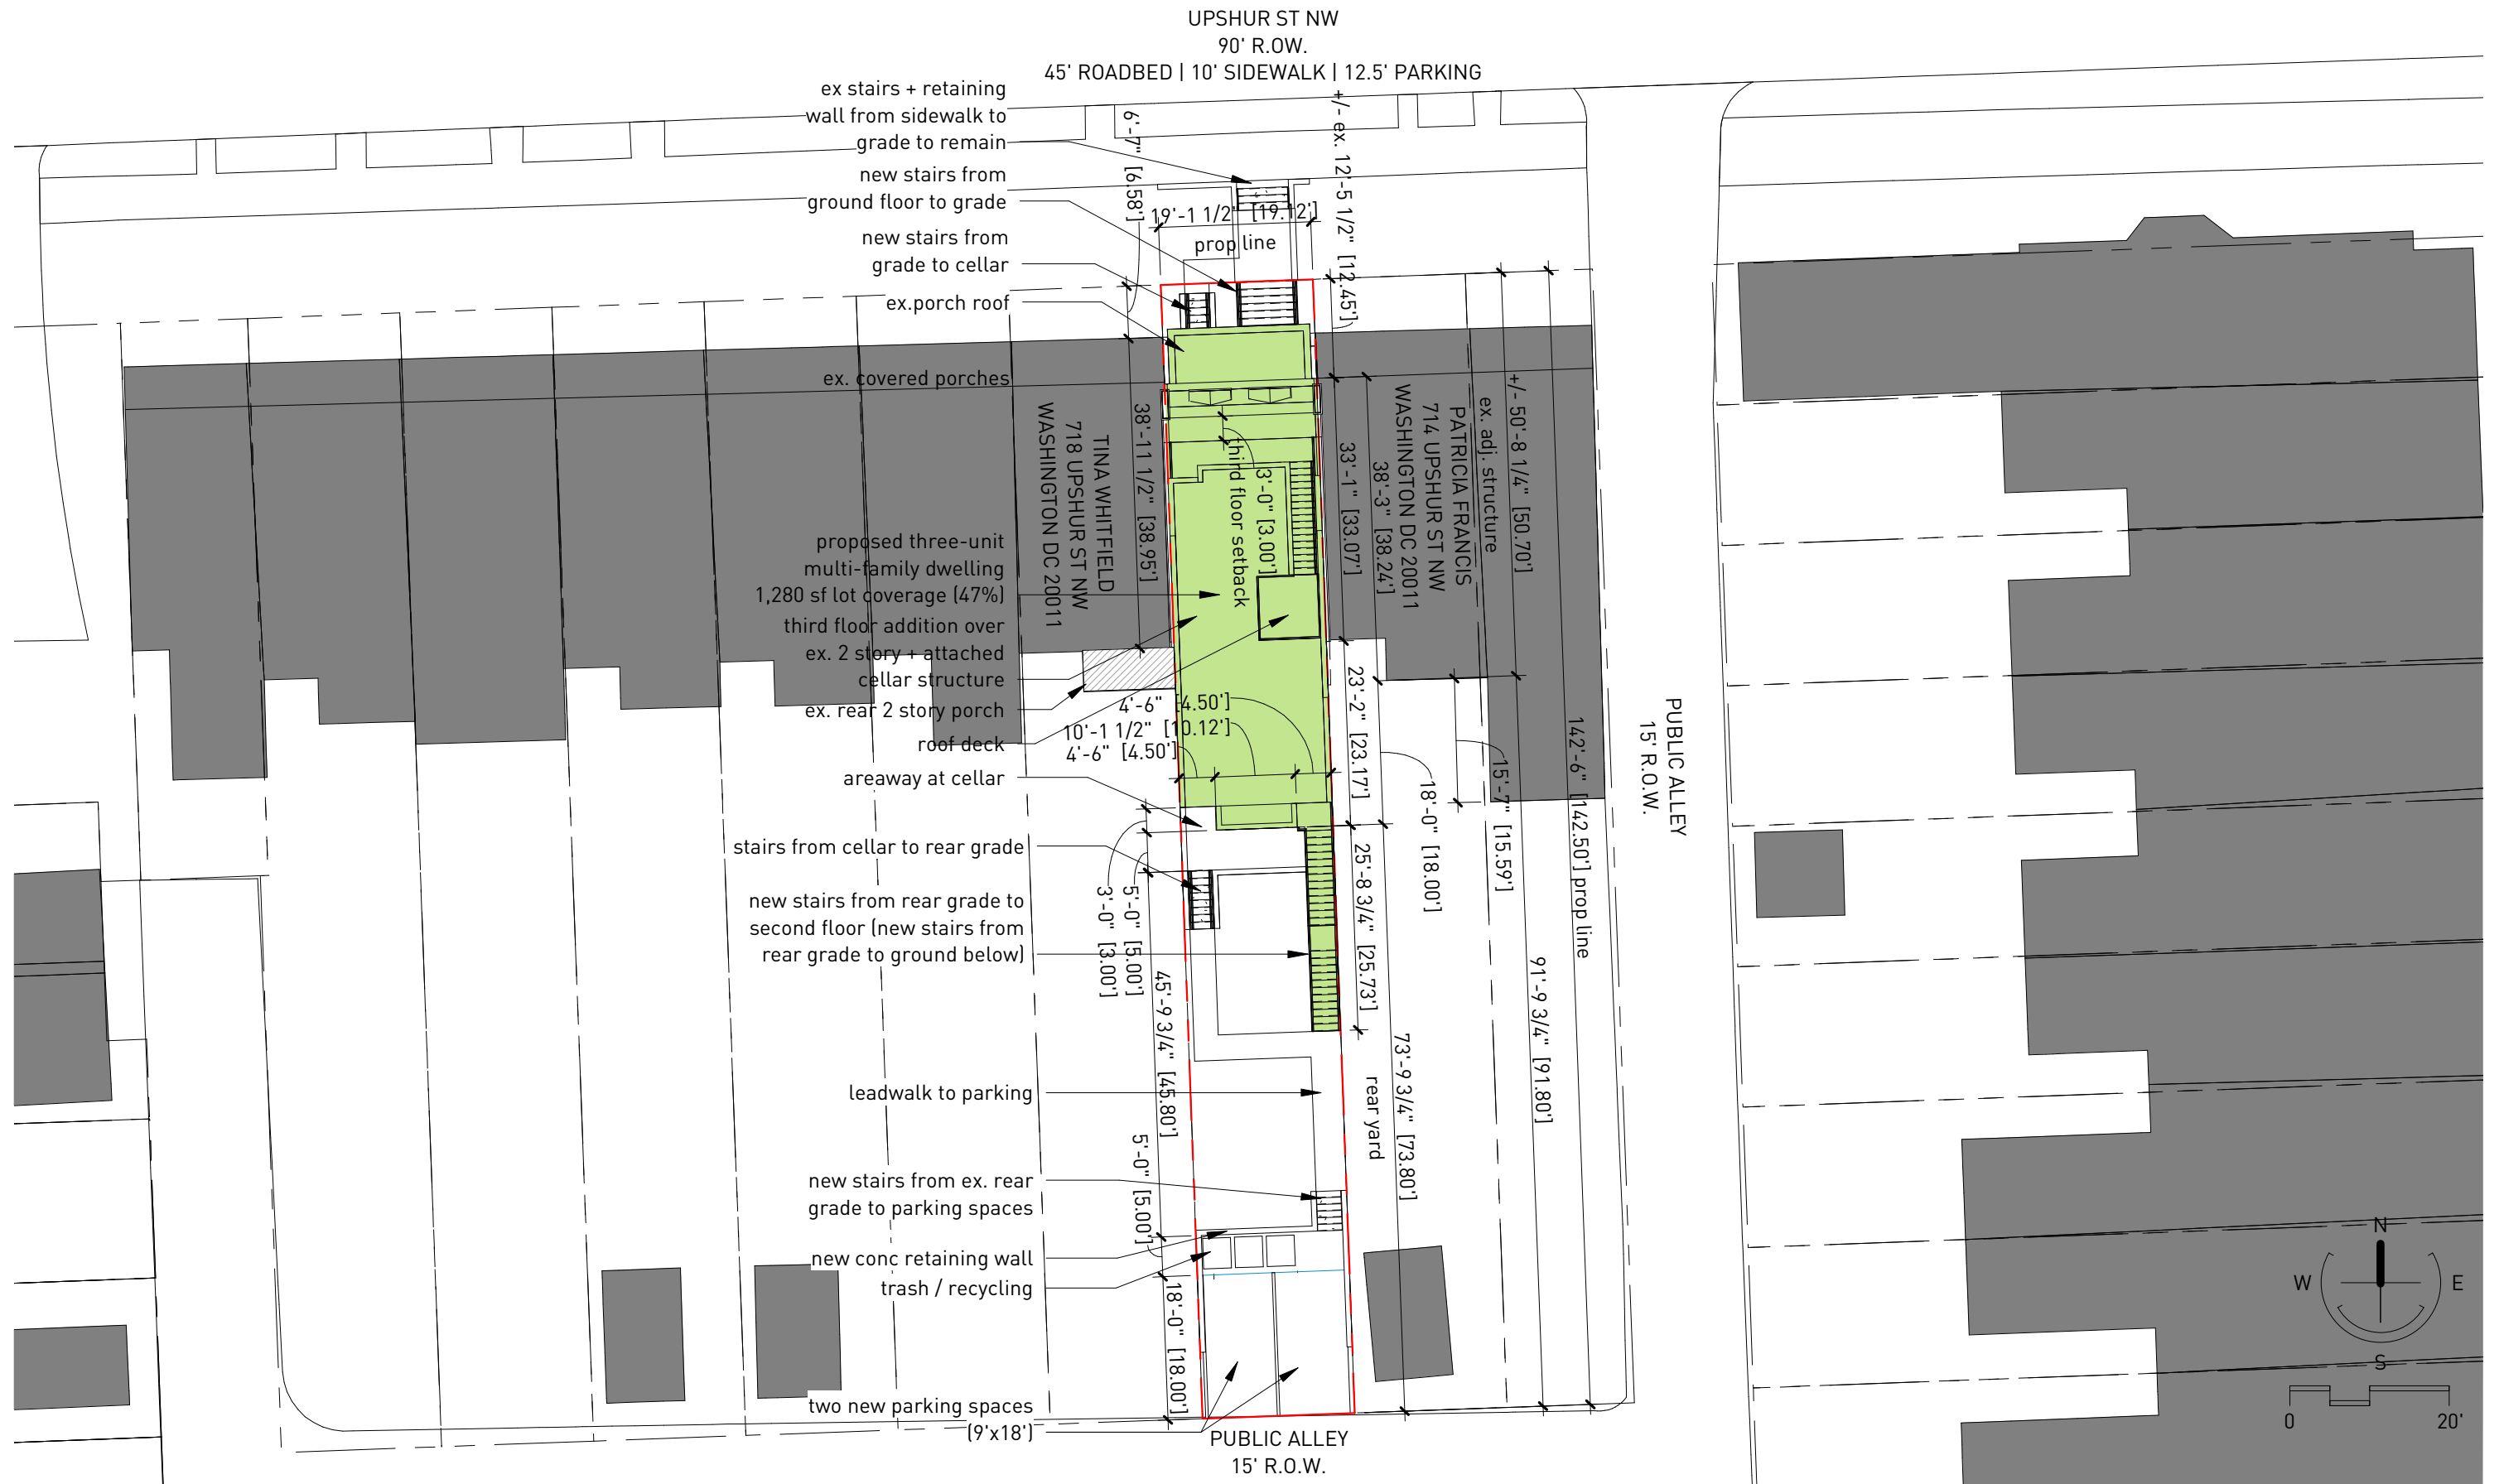 UPSHUR ST NW
90' R.OW.
45' ROADBED | 10' SIDEWALK | 12.5' PARKING
ex stairs + retaining
wall from sidewalk to
grade to remain
new stairs from
ground floor to grade
new stairs from
grade to cellar
ex.porch roof
ex. covered porches
6'-7" [6.58']
19'-1 1/2" [19.12']
prop line
+/- ex. 12'-5 1/2" [12.45']
TINA WHITFIELD
718 UPSHUR ST NW
WASHINGTON DC 20011
38'-11 1/2" [38.95']
third floor setback
3'-0" [3.00']
33'-1" [33.07']
38'-3" [38.24']
PATRICIA FRANCIS
714 UPSHUR ST NW
WASHINGTON DC 20011
ex. adj. structure
+/- 50'-8 1/4" [50.70']
proposed three-unit
multi-family dwelling
1,280 sf lot coverage (47%)
third floor addition over
ex. 2 story + attached
cellar structure
ex. rear 2 story porch
roof deck
areaway at cellar
4'-6" [4.50']
10'-1 1/2" [10.12']
4'-6" [4.50']
23'-2" [23.17']
18'-0" [18.00']
15'-7" [15.59']
142'-6" [142.50'] prop line
PUBLIC ALLEY
15' R.O.W.
stairs from cellar to rear grade
new stairs from rear grade to
second floor (new stairs from
rear grade to ground below)
3'-0" [3.00']
5'-0" [5.00']
25'-8 3/4" [25.73']
45'-9 3/4" [45.80']
91'-9 3/4" [91.80']
73'-9 3/4" [73.80']
rear yard
leadwalk to parking
5'-0" [5.00']
new stairs from ex. rear
grade to parking spaces
new conc retaining wall
trash / recycling
18'-0" [18.00']
two new parking spaces
(9'x18')
PUBLIC ALLEY
15' R.O.W.
N
W
E
S
0
20'